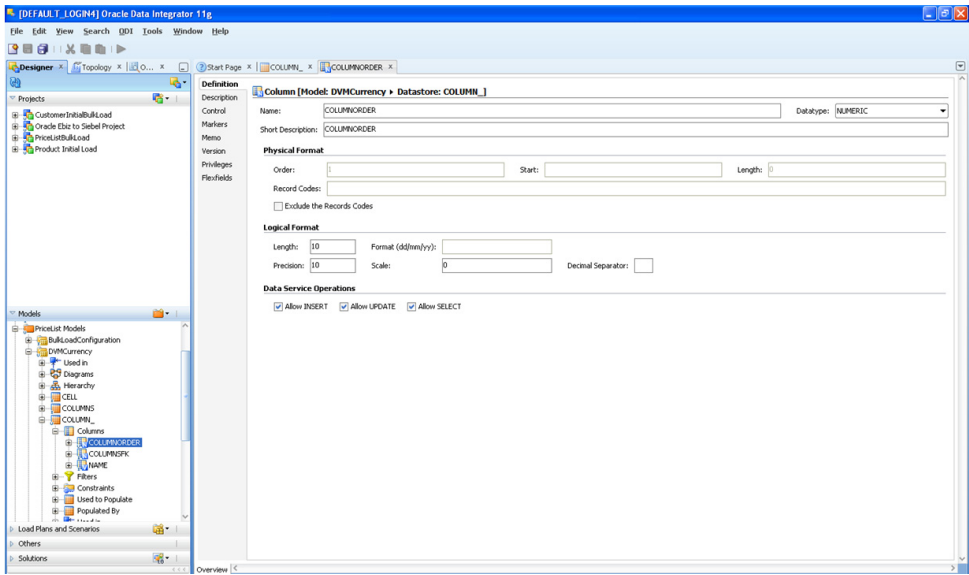 [DEFAULT_LOGIN4] Oracle Data Integrator 11g
File Edit View Search ODI Tools Window Help
Designer x Topology x O... x
Start Page x COLUMN_ x COLUMNORDER x
Projects
CustomerInitialBulkLoad
Oracle Ebiz to Siebel Project
PriceListBulkLoad
Product Initial Load
Models
PriceList Models
BulkLoadConfiguration
DVMCurrency
Used in
Diagrams
Hierarchy
CELL
COLUMNS
COLUMN_
Columns
COLUMNORDER
COLUMNSFK
NAME
Filters
Constraints
Used to Populate
Populated By
Used in
Load Plans and Scenarios
Others
Solutions
Definition
Description
Control
Markers
Memo
Version
Privileges
Flexfields
Column [Model: DVMCurrency ▸ Datastore: COLUMN_]
Name: COLUMNORDER Datatype: NUMERIC
Short Description: COLUMNORDER
Physical Format
Order: 1 Start: Length: 0
Record Codes:
Exclude the Records Codes
Logical Format
Length: 10 Format (dd/mm/yy):
Precision: 10 Scale: 0 Decimal Separator:
Data Service Operations
Allow INSERT Allow UPDATE Allow SELECT
Overview